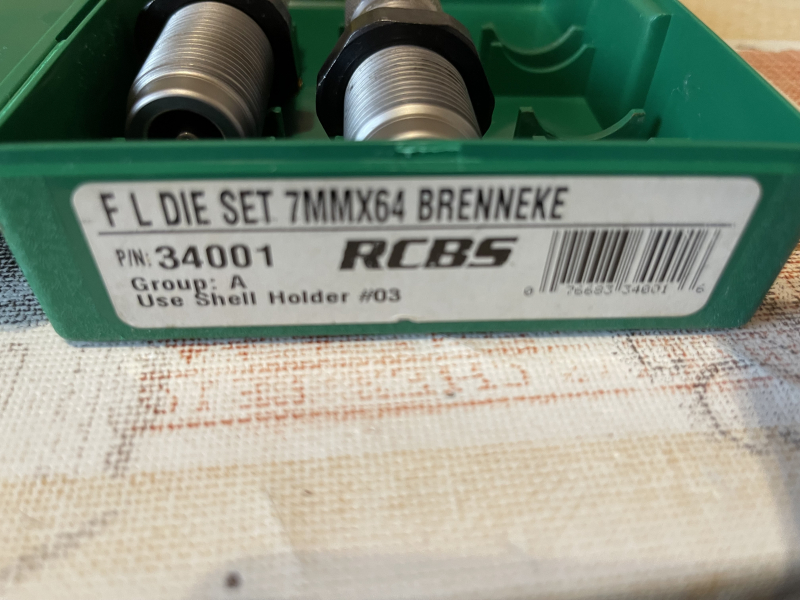 F L DIE SET 7MMX64 BRENNEKE
P/N: 34001
RCBS
Group: A
Use Shell Holder #03
0 76683 34001 6